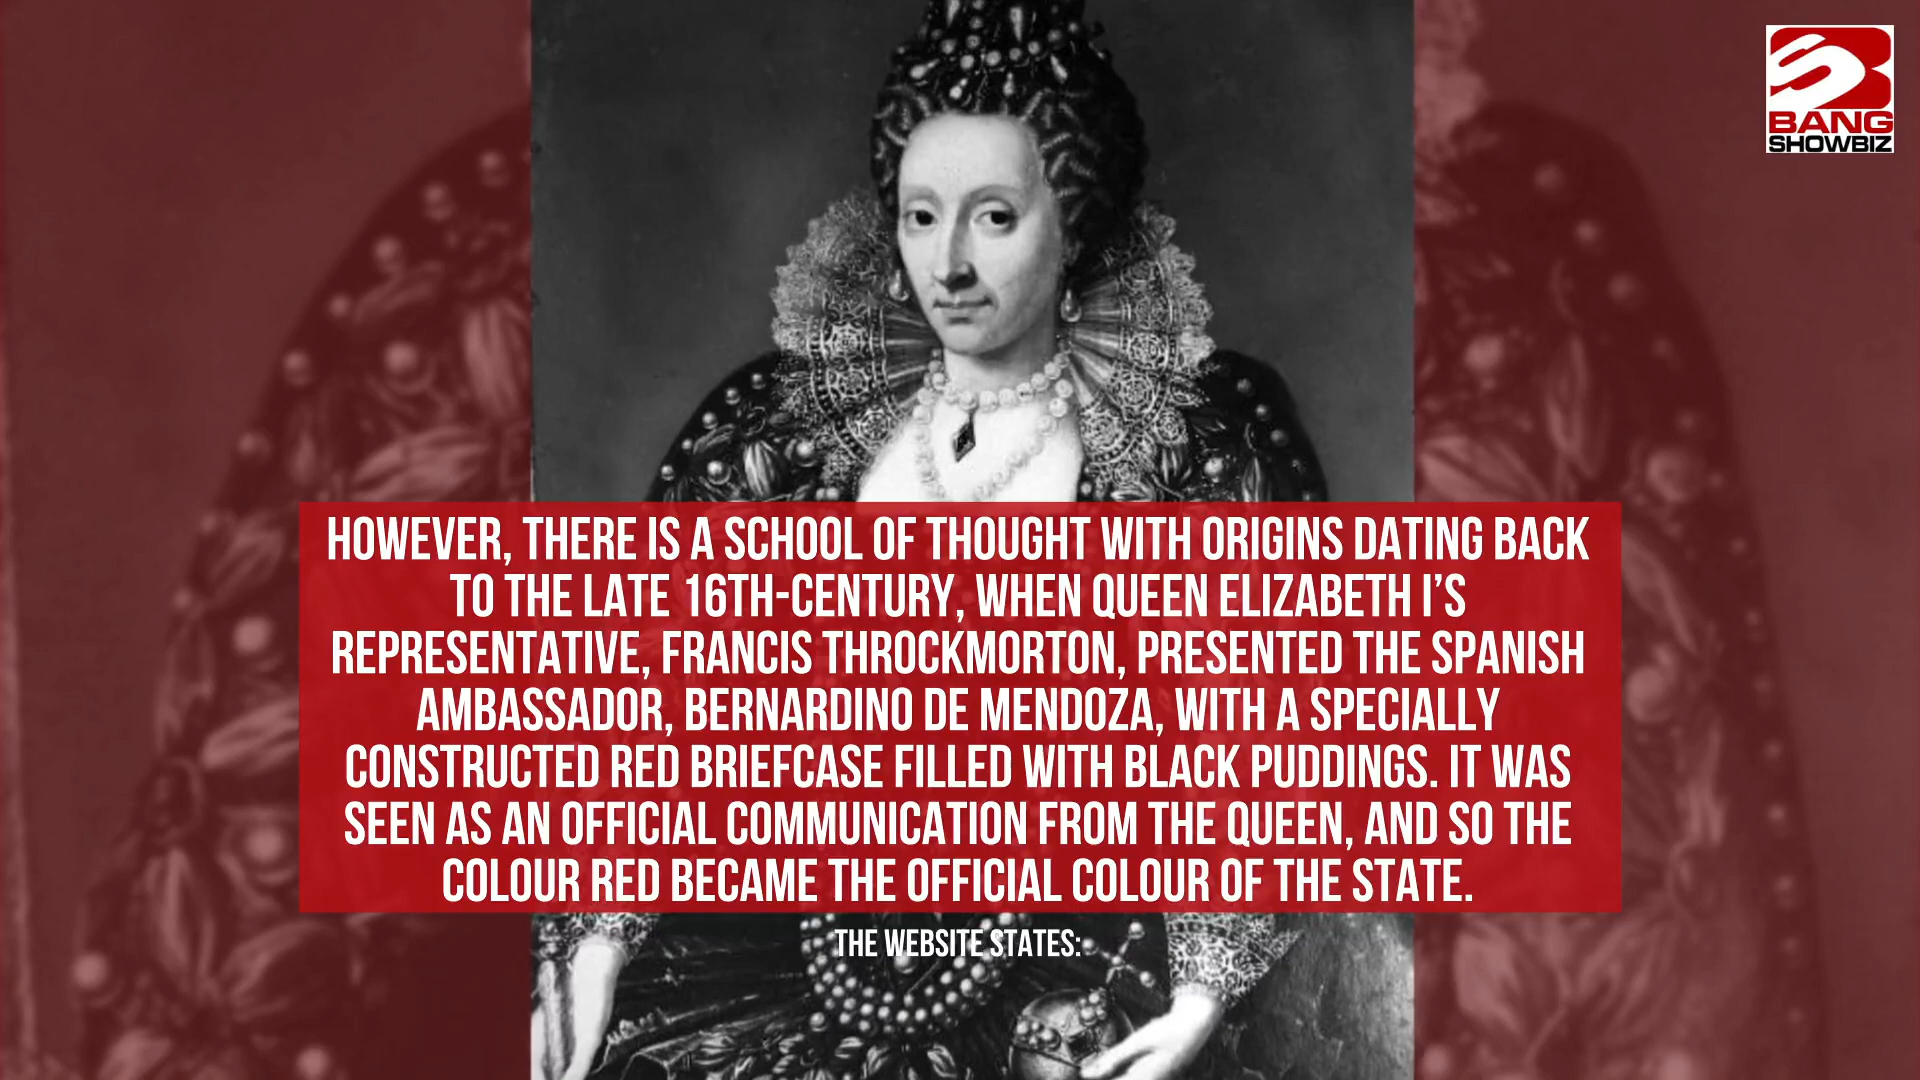 BANG
SHOWBIZ
HOWEVER, THERE IS A SCHOOL OF THOUGHT WITH ORIGINS DATING BACK
TO THE LATE 16TH-CENTURY, WHEN QUEEN ELIZABETH I’S
REPRESENTATIVE, FRANCIS THROCKMORTON, PRESENTED THE SPANISH
AMBASSADOR, BERNARDINO DE MENDOZA, WITH A SPECIALLY
CONSTRUCTED RED BRIEFCASE FILLED WITH BLACK PUDDINGS. IT WAS
SEEN AS AN OFFICIAL COMMUNICATION FROM THE QUEEN, AND SO THE
COLOUR RED BECAME THE OFFICIAL COLOUR OF THE STATE.
THE WEBSITE STATES: